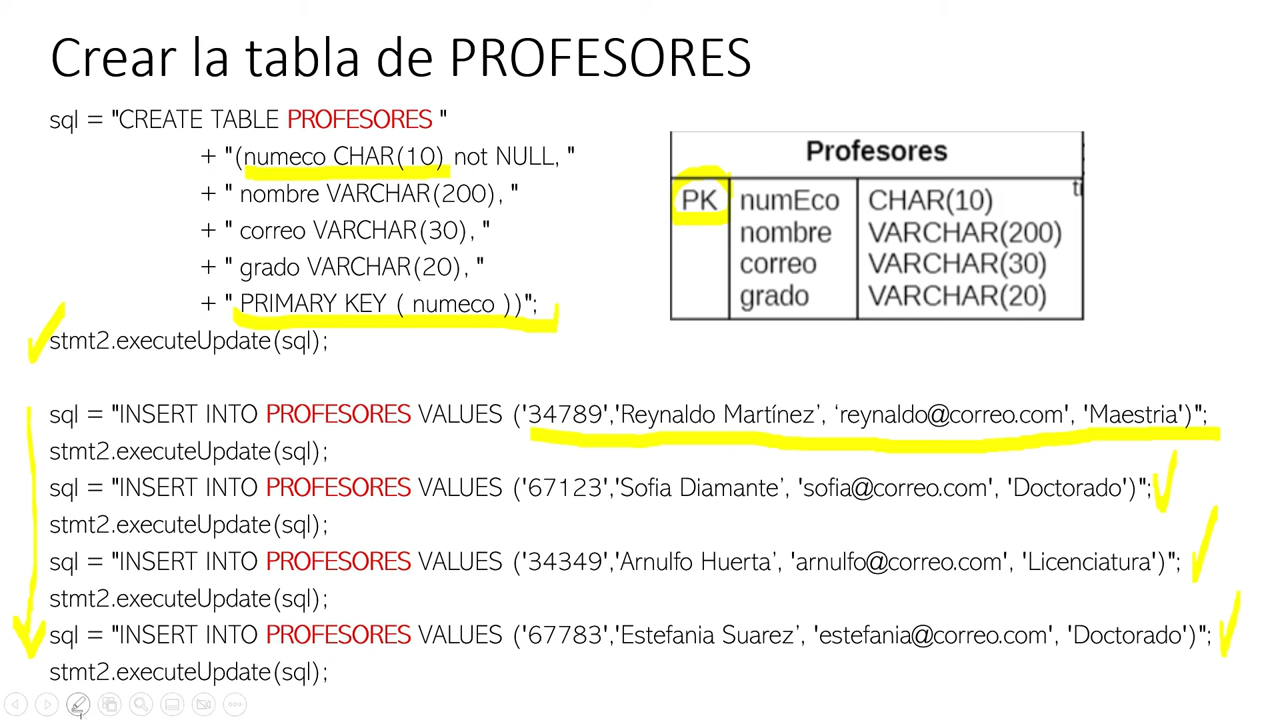 Crear la tabla de PROFESORES
sql = "CREATE TABLE PROFESORES "
+ "(numeco CHAR(10) not NULL, "
+ " nombre VARCHAR(200), "
+ " correo VARCHAR(30), "
+ " grado VARCHAR(20), "
+ " PRIMARY KEY ( numeco ))";
stmt2.executeUpdate(sql);
Profesores
PK numEco CHAR(10)
nombre VARCHAR(200)
correo VARCHAR(30)
grado VARCHAR(20)
sql = "INSERT INTO PROFESORES VALUES ('34789','Reynaldo Martínez’, ‘reynaldo@correo.com', 'Maestria')";
stmt2.executeUpdate(sql);
sql = "INSERT INTO PROFESORES VALUES ('67123','Sofia Diamante’, 'sofia@correo.com', 'Doctorado')";
stmt2.executeUpdate(sql);
sql = "INSERT INTO PROFESORES VALUES ('34349','Arnulfo Huerta’, 'arnulfo@correo.com', 'Licenciatura')";
stmt2.executeUpdate(sql);
sql = "INSERT INTO PROFESORES VALUES ('67783','Estefania Suarez’, 'estefania@correo.com', 'Doctorado')";
stmt2.executeUpdate(sql);